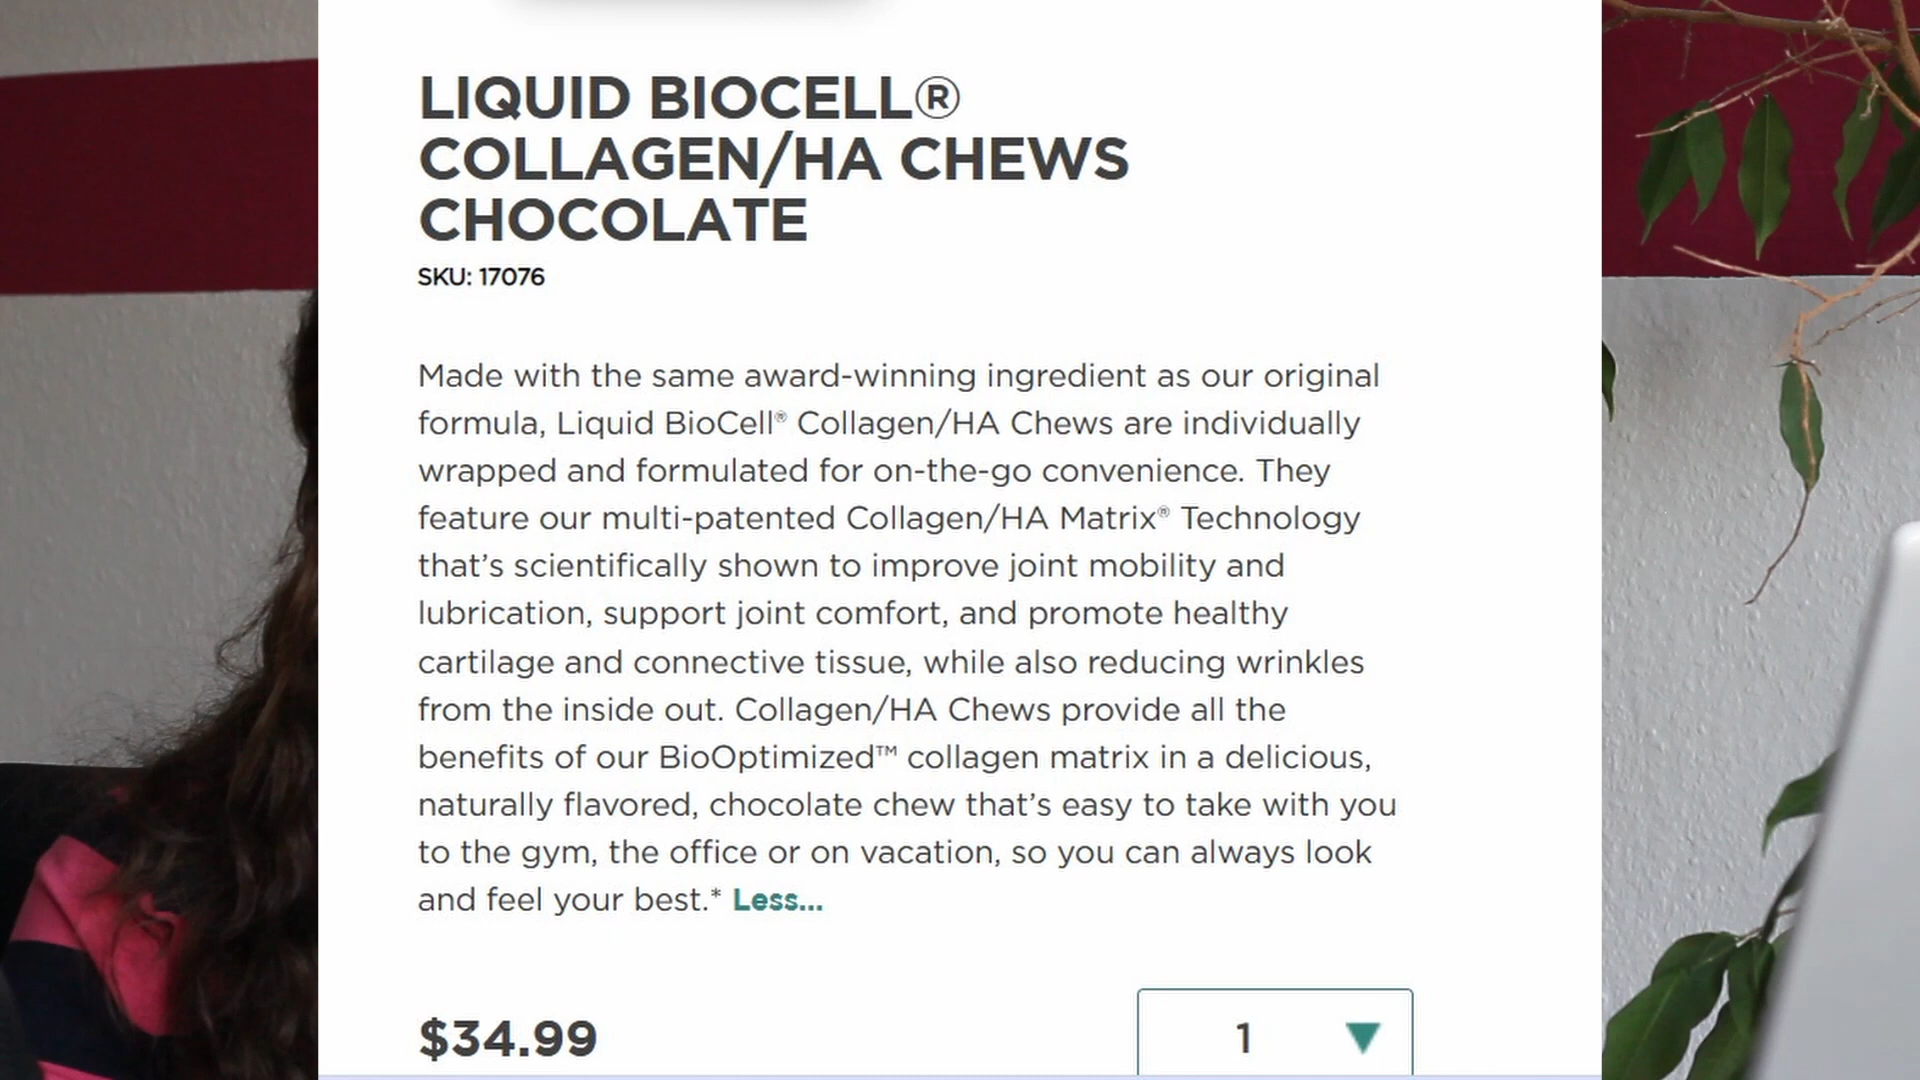 LIQUID BIOCELL®
COLLAGEN/HA CHEWS
CHOCOLATE
SKU: 17076
Made with the same award-winning ingredient as our original
formula, Liquid BioCell® Collagen/HA Chews are individually
wrapped and formulated for on-the-go convenience. They
feature our multi-patented Collagen/HA Matrix® Technology
that’s scientifically shown to improve joint mobility and
lubrication, support joint comfort, and promote healthy
cartilage and connective tissue, while also reducing wrinkles
from the inside out. Collagen/HA Chews provide all the
benefits of our BioOptimized™ collagen matrix in a delicious,
naturally flavored, chocolate chew that’s easy to take with you
to the gym, the office or on vacation, so you can always look
and feel your best.* Less...
$34.99
1